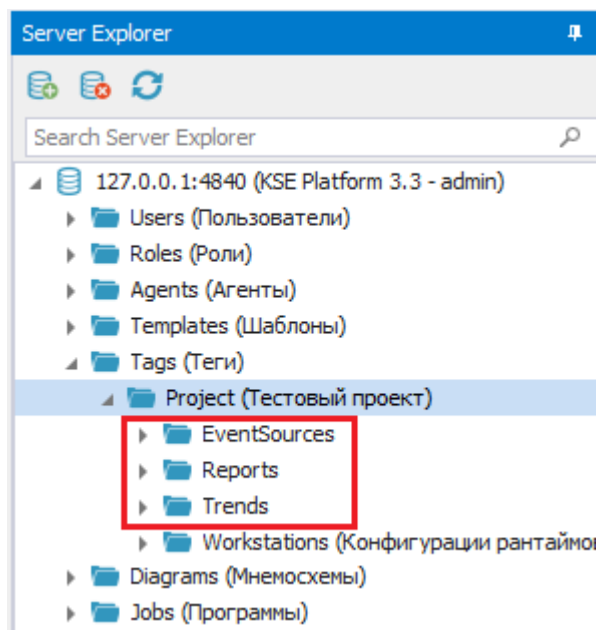 Server Explorer
Search Server Explorer
127.0.0.1:4840 (KSE Platform 3.3 - admin)
Users (Пользователи)
Roles (Роли)
Agents (Агенты)
Templates (Шаблоны)
Tags (Теги)
Project (Тестовый проект)
EventSources
Reports
Trends
Workstations (Конфигурации рантаймо
Diagrams (Мнемосхемы)
Jobs (Программы)